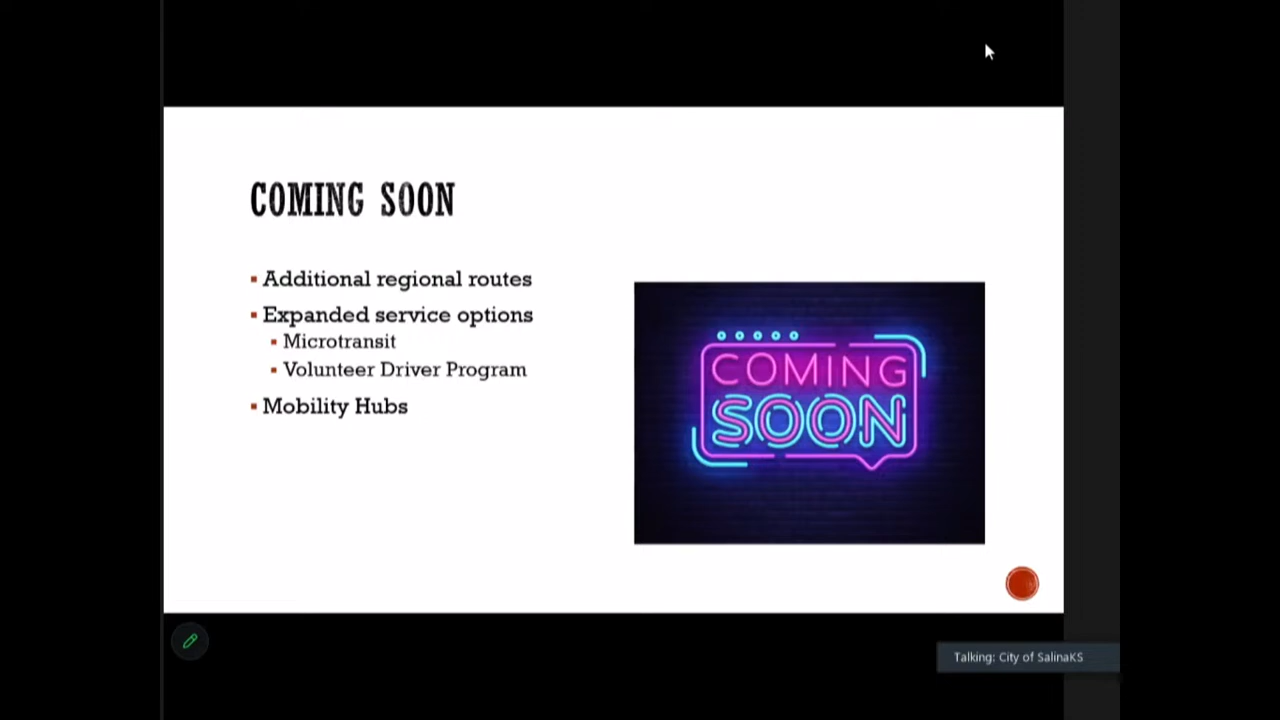 COMING SOON
Additional regional routes
Expanded service options
Microtransit
Volunteer Driver Program
Mobility Hubs
COMING
SOON
Talking: City of SalinaKS